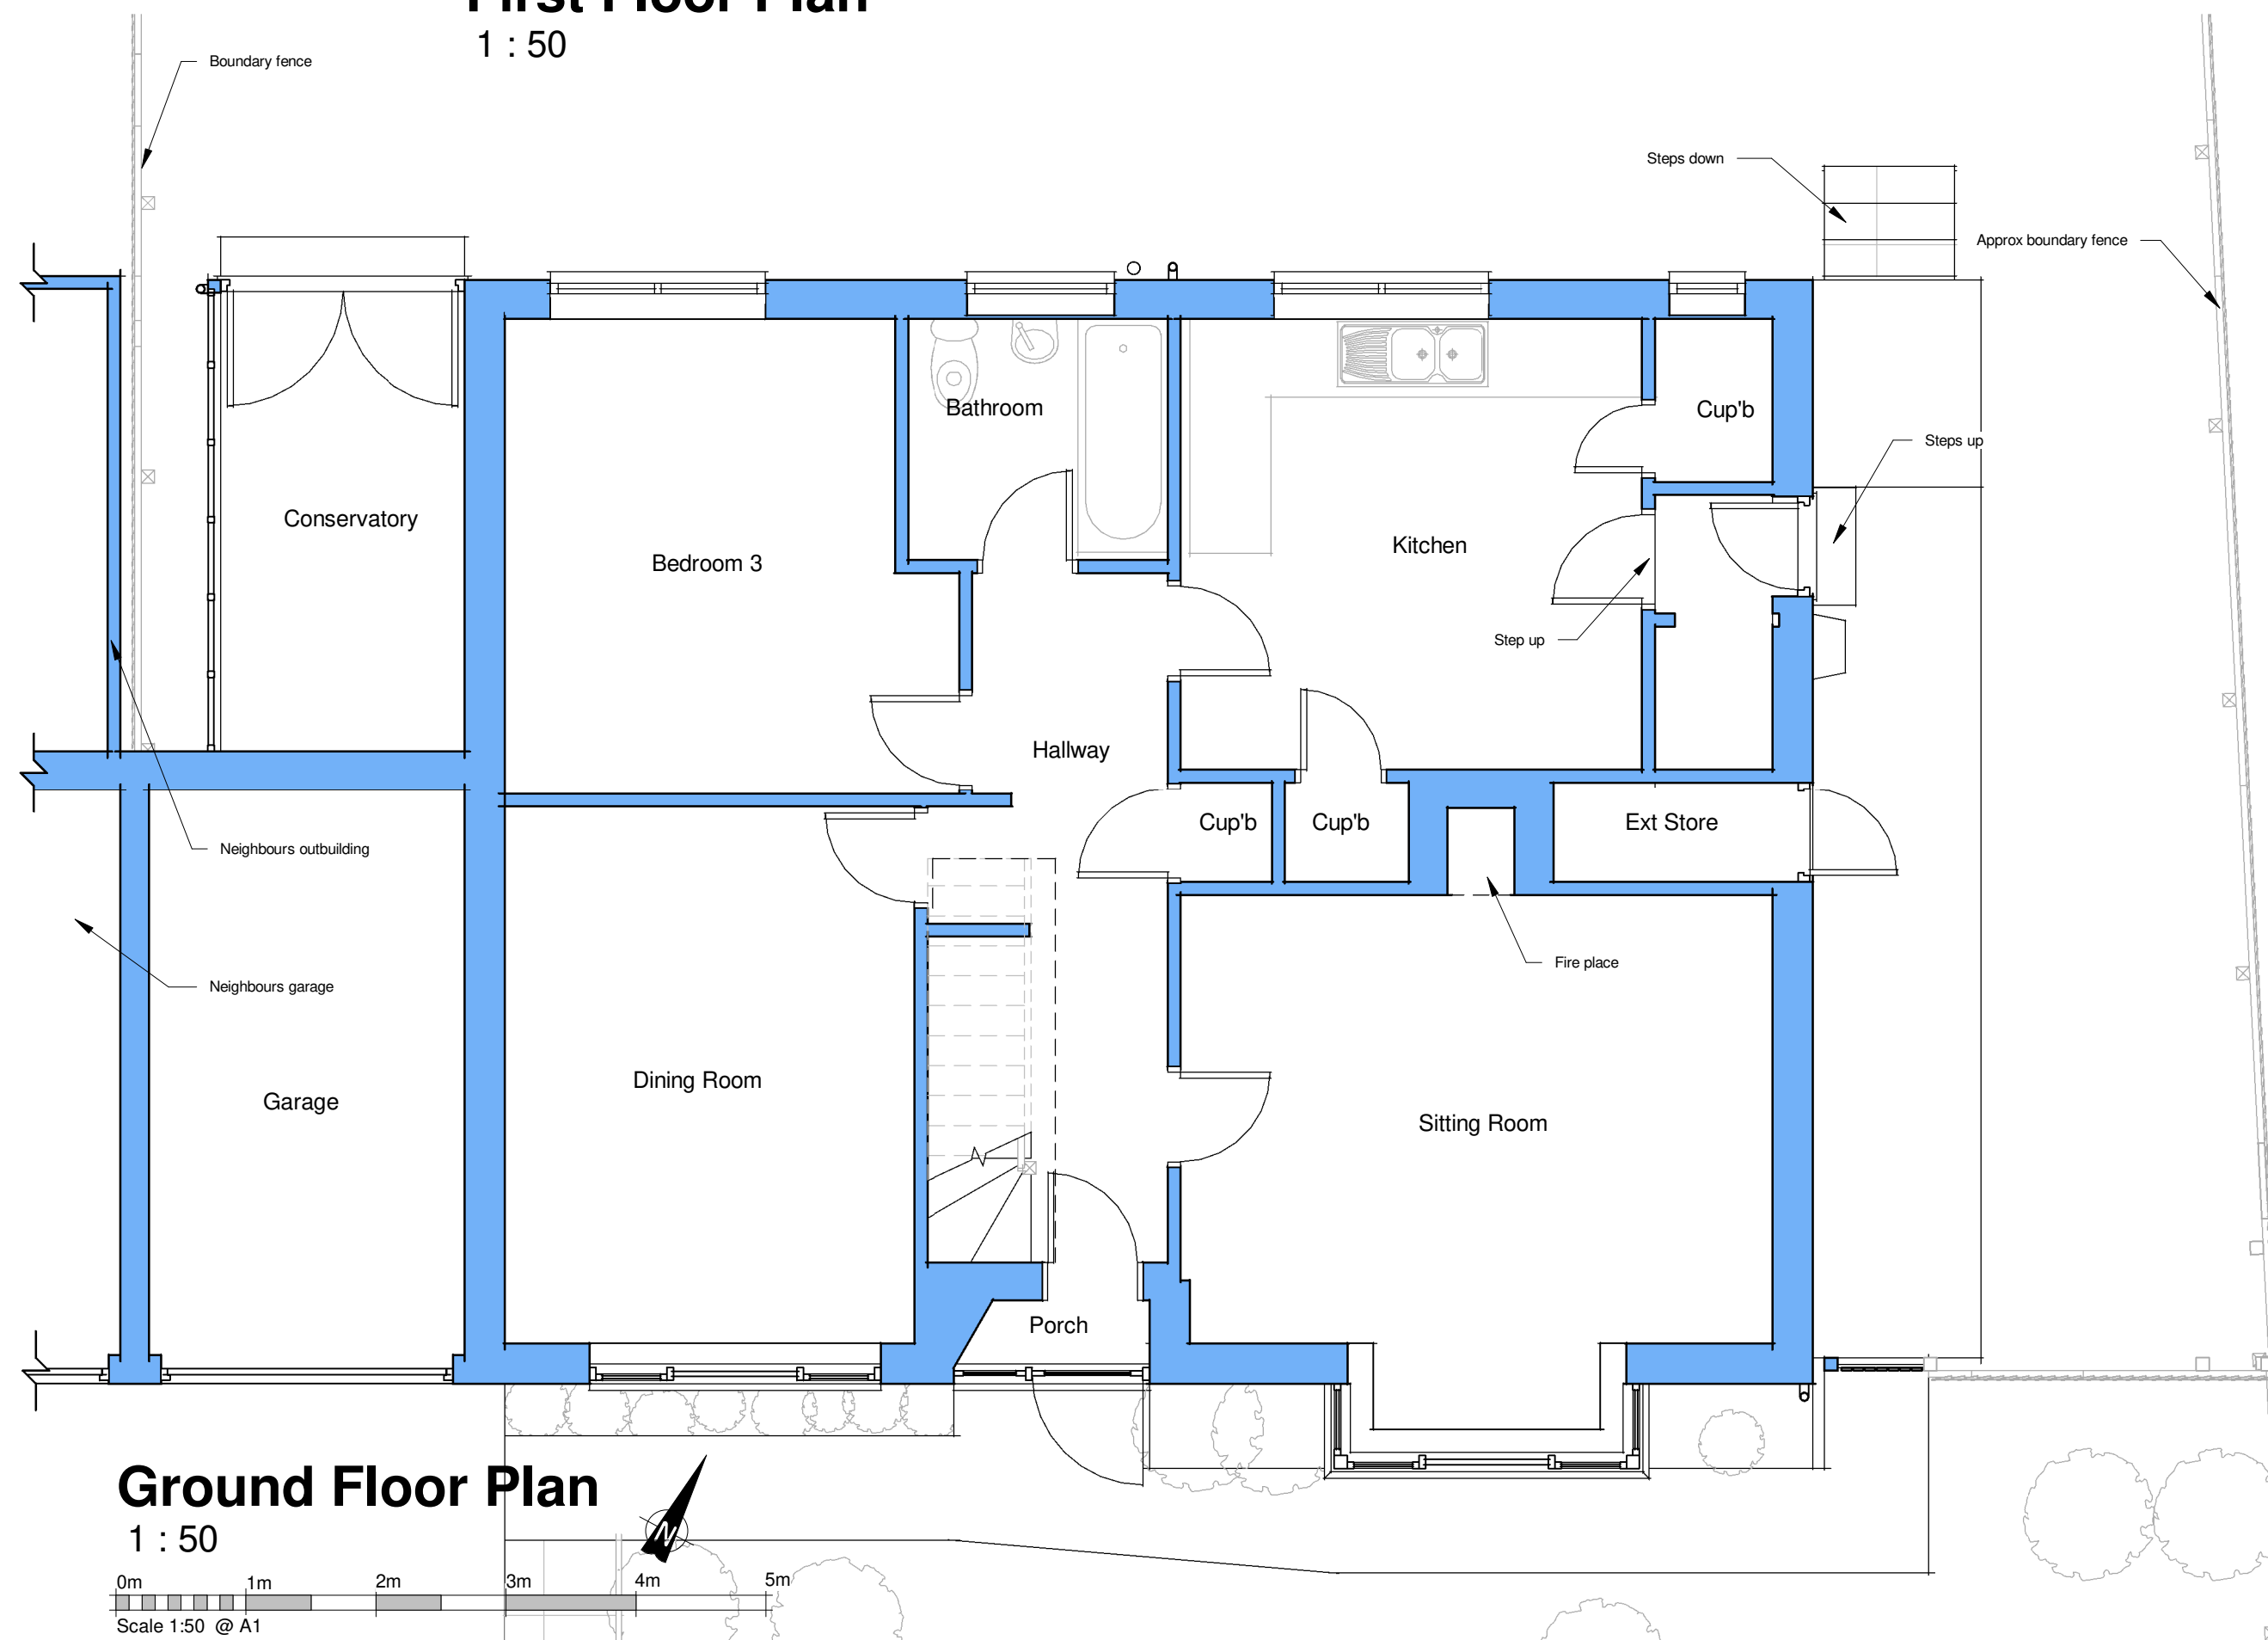 First Floor Plan
1 : 50
Boundary fence
Steps down
Approx boundary fence
Bathroom
Cup'b
Steps up
Conservatory
Kitchen
Bedroom 3
Step up
Hallway
Cup'b
Cup'b
Ext Store
Neighbours outbuilding
Fire place
Neighbours garage
Dining Room
Garage
Sitting Room
Porch
Ground Floor Plan
1 : 50
N
0m
1m
2m
3m
4m
5m
Scale 1:50 @ A1